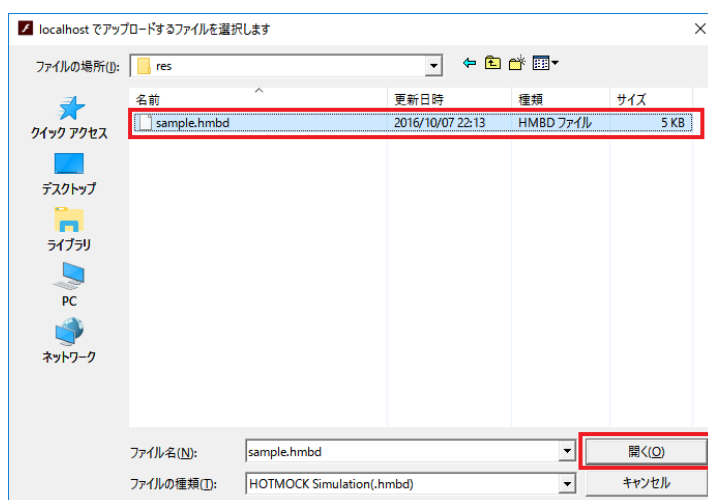 localhost でアップロードするファイルを選択します
ファイルの場所(I):
res
名前
更新日時
種類
サイズ
sample.hmbd
2016/10/07 22:13
HMBD ファイル
5 KB
クイック アクセス
デスクトップ
ライブラリ
PC
ネットワーク
ファイル名(N):
sample.hmbd
開く(O)
ファイルの種類(T):
HOTMOCK Simulation(.hmbd)
キャンセル